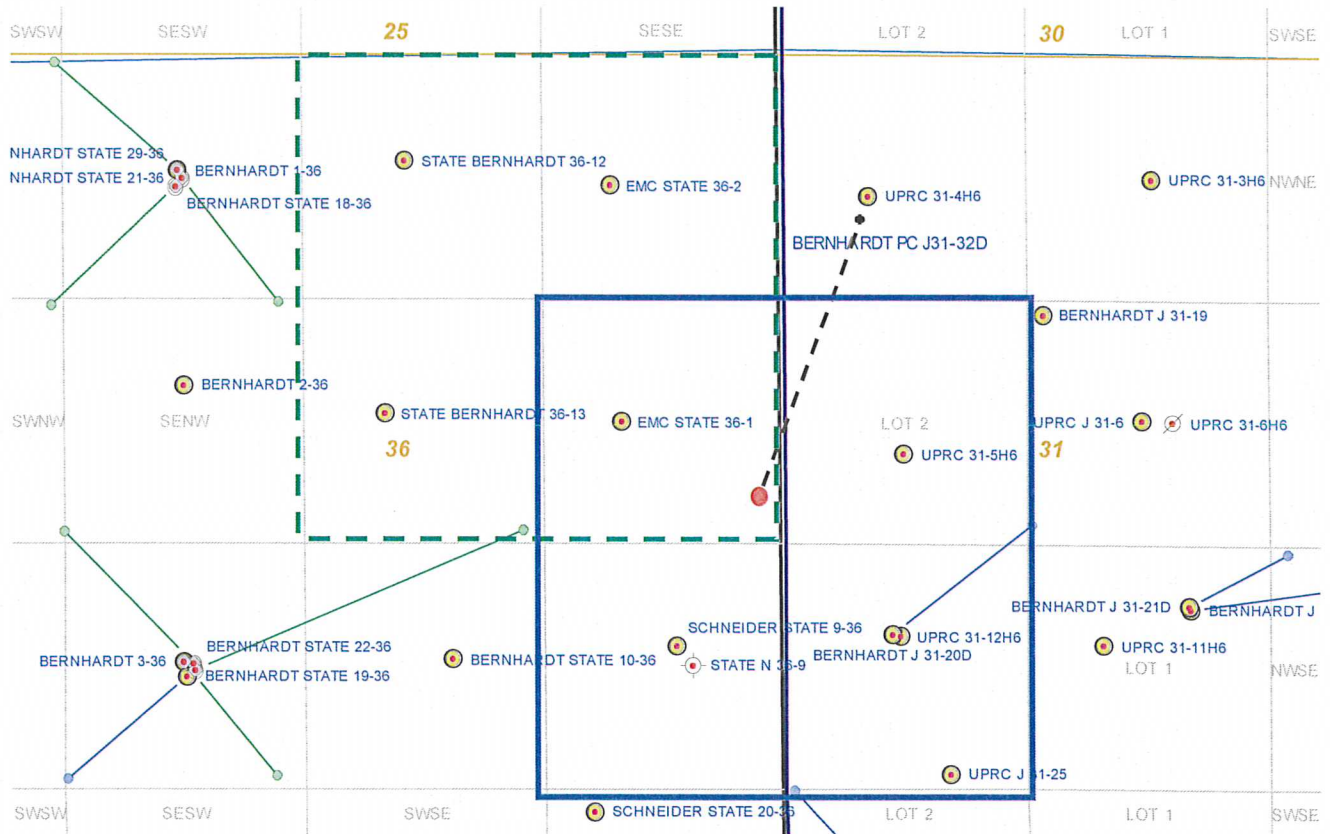 SWSW SESW 25 SESE LOT 2 30 LOT 1 SWSE
NHARDT STATE 29-36 BERNHARDT 1-36 STATE BERNHARDT 36-12
NHARDT STATE 21-36 EMC STATE 36-2 UPRC 31-3H6 NWNE
BERNHARDT STATE 18-36 UPRC 31-4H6
BERNHARDT PC J31-32D
BERNHARDT J 31-19
BERNHARDT 2-36
SWNW SENW STATE BERNHARDT 36-13 EMC STATE 36-1 LOT 2 UPRC J 31-6 UPRC 31-6H6
36 UPRC 31-5H6 31
BERNHARDT J 31-21D BERNHARDT J
SCHNEIDER STATE 9-36 UPRC 31-12H6
BERNHARDT STATE 22-36 BERNHARDT J 31-20D UPRC 31-11H6
BERNHARDT 3-36 BERNHARDT STATE 10-36 STATE N 36-9 LOT 1 NWSE
BERNHARDT STATE 19-36
UPRC J 31-25
SWSW SESW SWSE SCHNEIDER STATE 20-36 LOT 2 LOT 1 SWSE